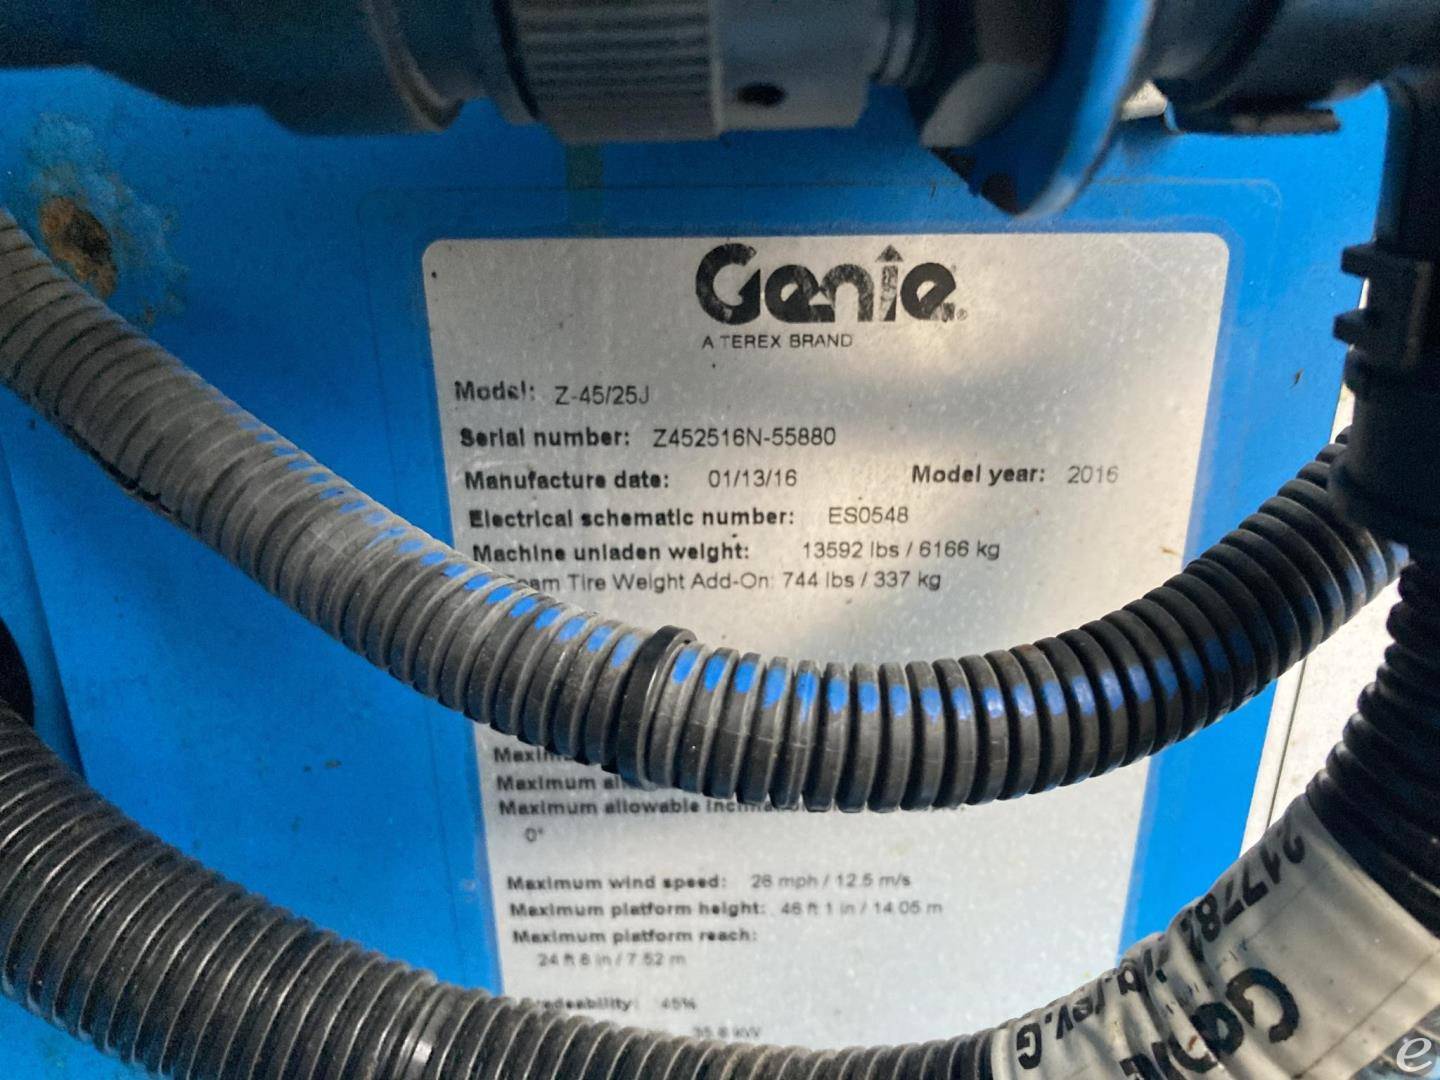 Genie®
A TEREX BRAND
Model: Z-45/25J
Serial number: Z452516N-55880
Manufacture date: 01/13/16 Model year: 2016
Electrical schematic number: ES0548
Machine unladen weight: 13592 lbs / 6166 kg
Tire Weight Add-On: 744 lbs / 337 kg
Maximum
Maximum allowable
0°
Maximum wind speed: 28 mph / 12.5 m/s
Maximum platform height: 46 ft 1 in / 14.05 m
Maximum platform reach:
24 ft 8 in / 7.52 m
45%
rev.G
Genie
e